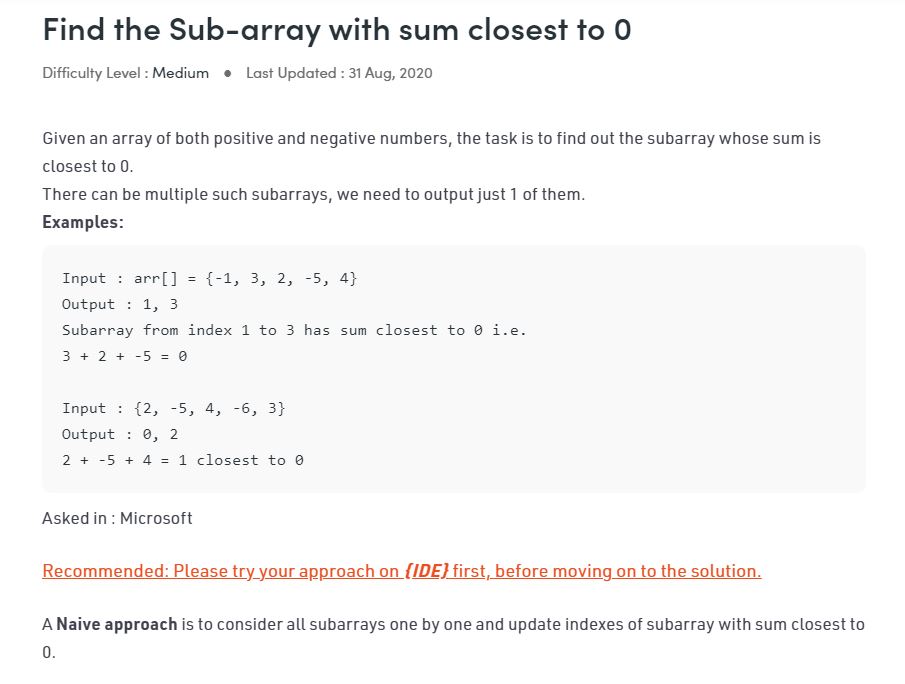 Find the Sub-array with sum closest to 0
Difficulty Level : Medium ● Last Updated : 31 Aug, 2020
Given an array of both positive and negative numbers, the task is to find out the subarray whose sum is
closest to 0.
There can be multiple such subarrays, we need to output just 1 of them.
Examples:
Input : arr[] = {-1, 3, 2, -5, 4}
Output : 1, 3
Subarray from index 1 to 3 has sum closest to 0 i.e.
3 + 2 + -5 = 0
Input : {2, -5, 4, -6, 3}
Output : 0, 2
2 + -5 + 4 = 1 closest to 0
Asked in : Microsoft
Recommended: Please try your approach on {IDE} first, before moving on to the solution.
A Naive approach is to consider all subarrays one by one and update indexes of subarray with sum closest to
0.